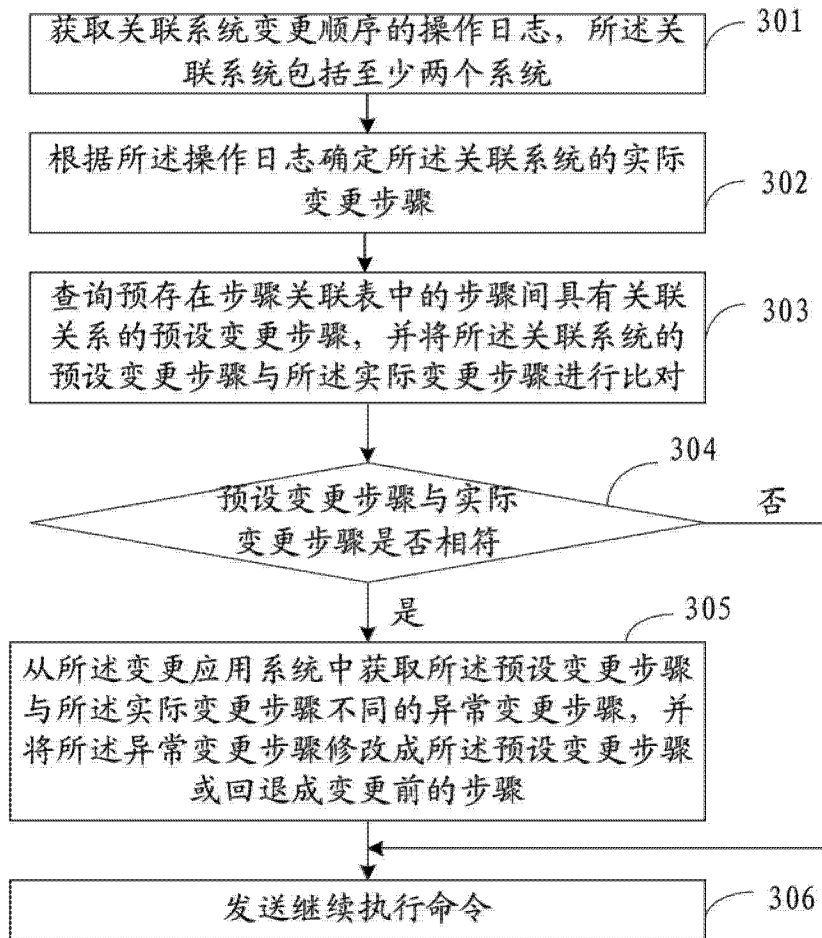 获取关联系统变更顺序的操作日志，所述关
联系统包括至少两个系统
301
根据所述操作日志确定所述关联系统的实际
变更步骤
302
查询预存在步骤关联表中的步骤间具有关联
关系的预设变更步骤，并将所述关联系统的
预设变更步骤与所述实际变更步骤进行比对
303
304
预设变更步骤与实际
变更步骤是否相符
否
是
305
从所述变更应用系统中获取所述预设变更步骤
与所述实际变更步骤不同的异常变更步骤，并
将所述异常变更步骤修改成所述预设变更步骤
或回退成变更前的步骤
发送继续执行命令
306